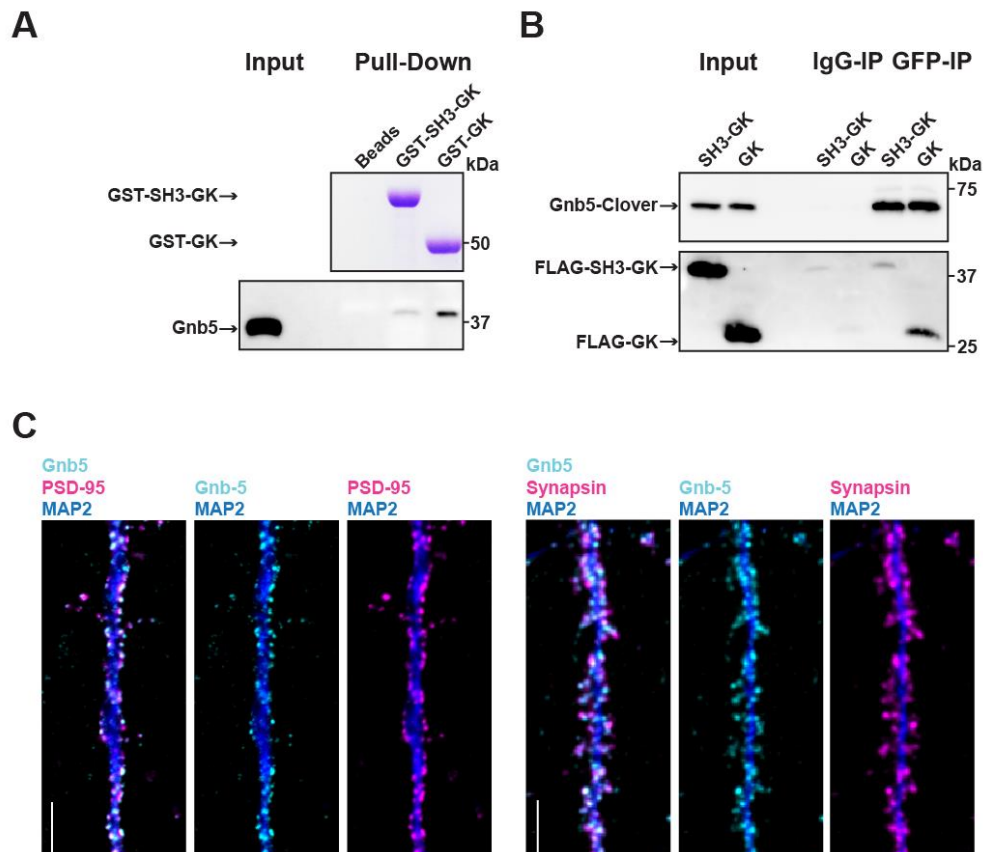 A
Input Pull-Down
Beads
GST-SH3-GK
GST-GK
kDa
GST-SH3-GK→
GST-GK→
50
Gnb5→
37
B
Input IgG-IP GFP-IP
SH3-GK
GK
SH3-GK
GK
SH3-GK
GK
kDa
75
Gnb5-Clover→
FLAG-SH3-GK→
37
FLAG-GK→
25
C
Gnb5
PSD-95
MAP2
Gnb-5
MAP2
PSD-95
MAP2
Gnb5
Synapsin
MAP2
Gnb-5
MAP2
Synapsin
MAP2